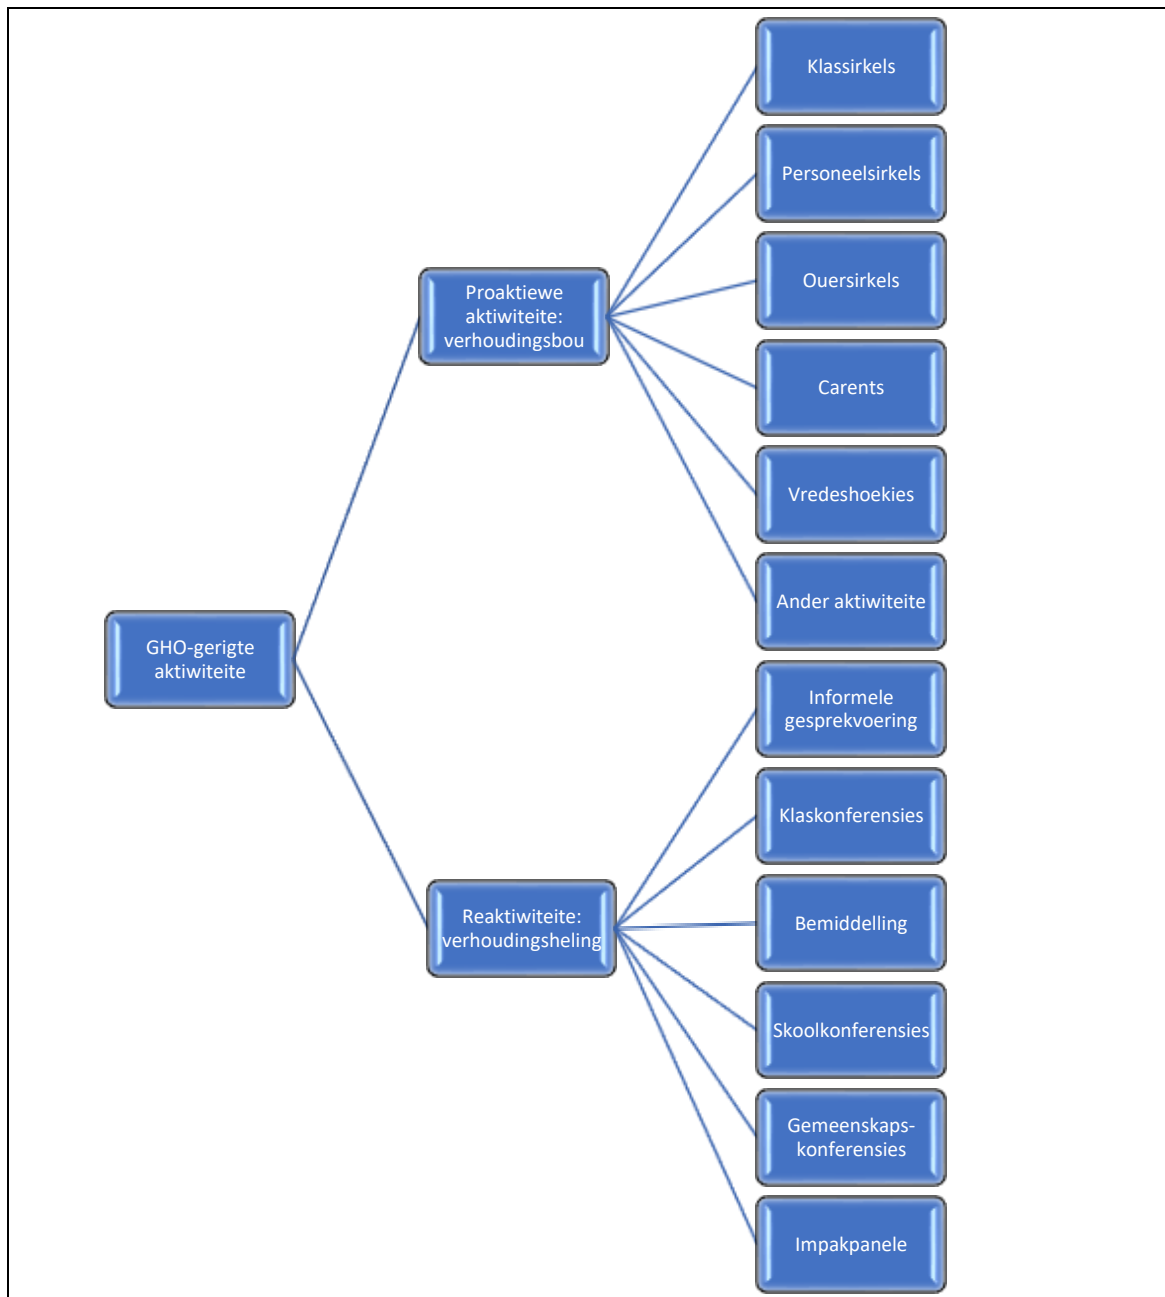 GHO-gerigte
aktiwiteite
Proaktiewe
aktiwiteite:
verhoudingsbou
Klassirkels
Personeelsirkels
Ouersirkels
Carents
Vredeshoekies
Ander aktiwiteite
Reaktiwiteite:
verhoudingsheling
Informele
gesprekvoering
Klaskonferensies
Bemiddelling
Skoolkonferensies
Gemeenskaps-
konferensies
Impakpanele